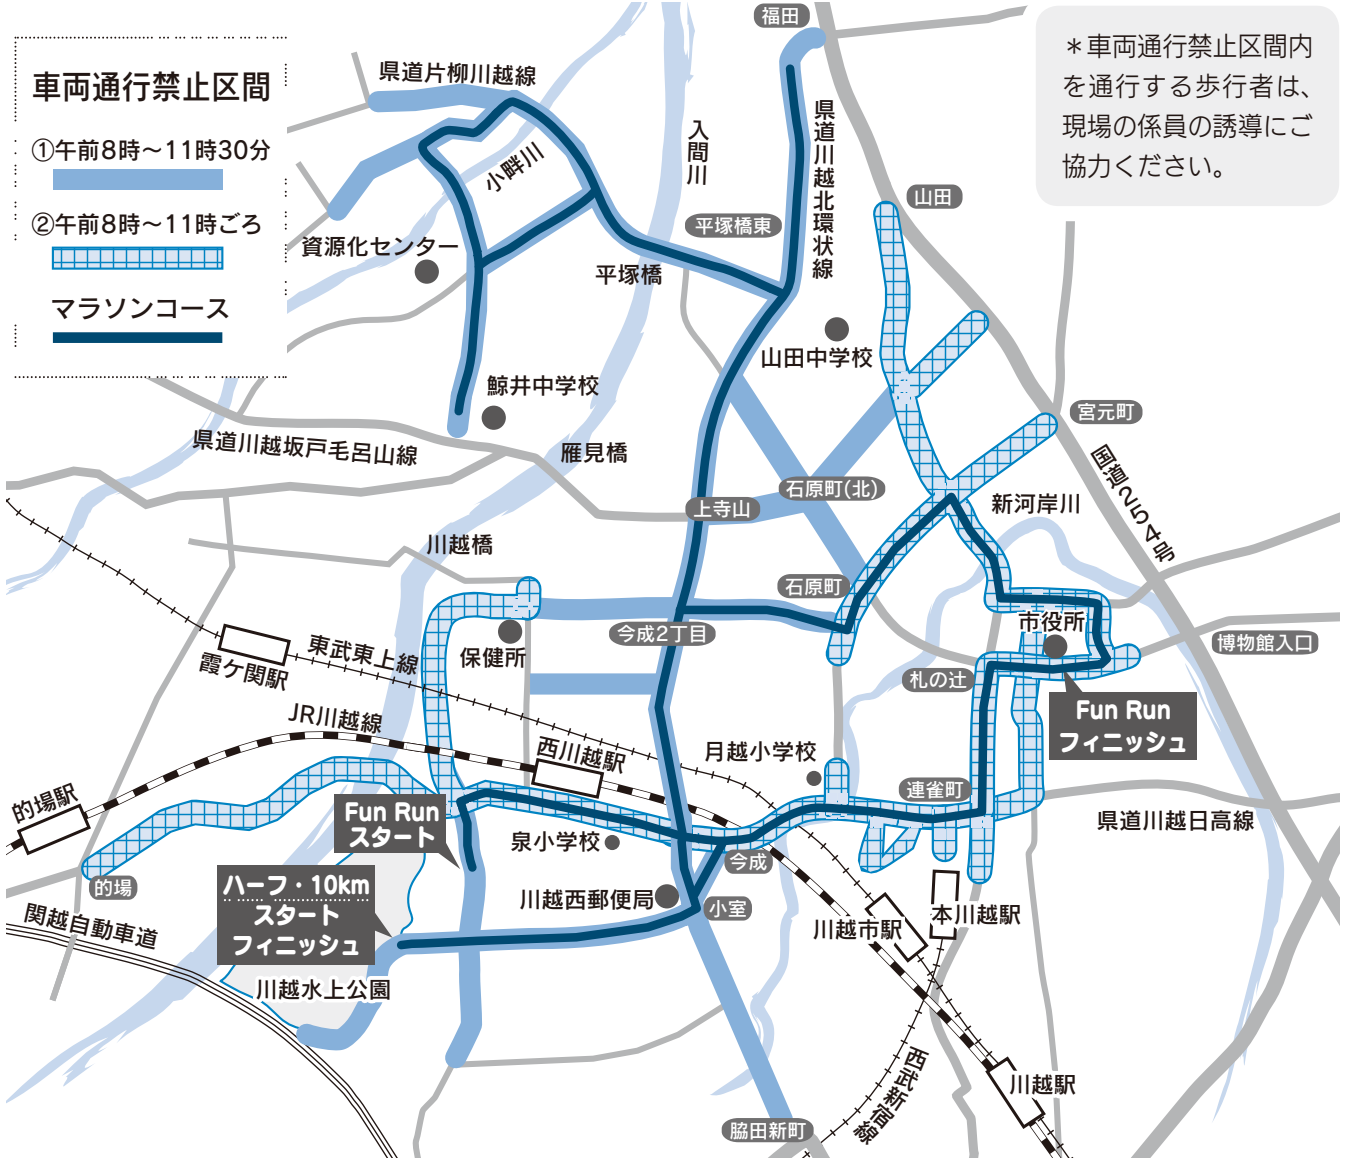 車両通行禁止区間
①午前8時～11時30分
②午前8時～11時ごろ
マラソンコース
＊車両通行禁止区間内
を通行する歩行者は、
現場の係員の誘導にご
協力ください。
福田
県道片柳川越線
入間川
県道川越北環状線
小畔川
山田
平塚橋東
資源化センター
平塚橋
山田中学校
鯨井中学校
宮元町
県道川越坂戸毛呂山線
雁見橋
国道254号
石原町(北)
上寺山
新河岸川
川越橋
石原町
市役所
今成2丁目
博物館入口
霞ケ関駅
東武東上線
保健所
札の辻
Fun Run
フィニッシュ
JR川越線
西川越駅
月越小学校
連雀町
的場駅
Fun Run
スタート
県道川越日高線
泉小学校
今成
的場
ハーフ・10km
スタート
フィニッシュ
川越西郵便局
小室
川越市駅
本川越駅
関越自動車道
川越水上公園
西武新宿線
川越駅
脇田新町